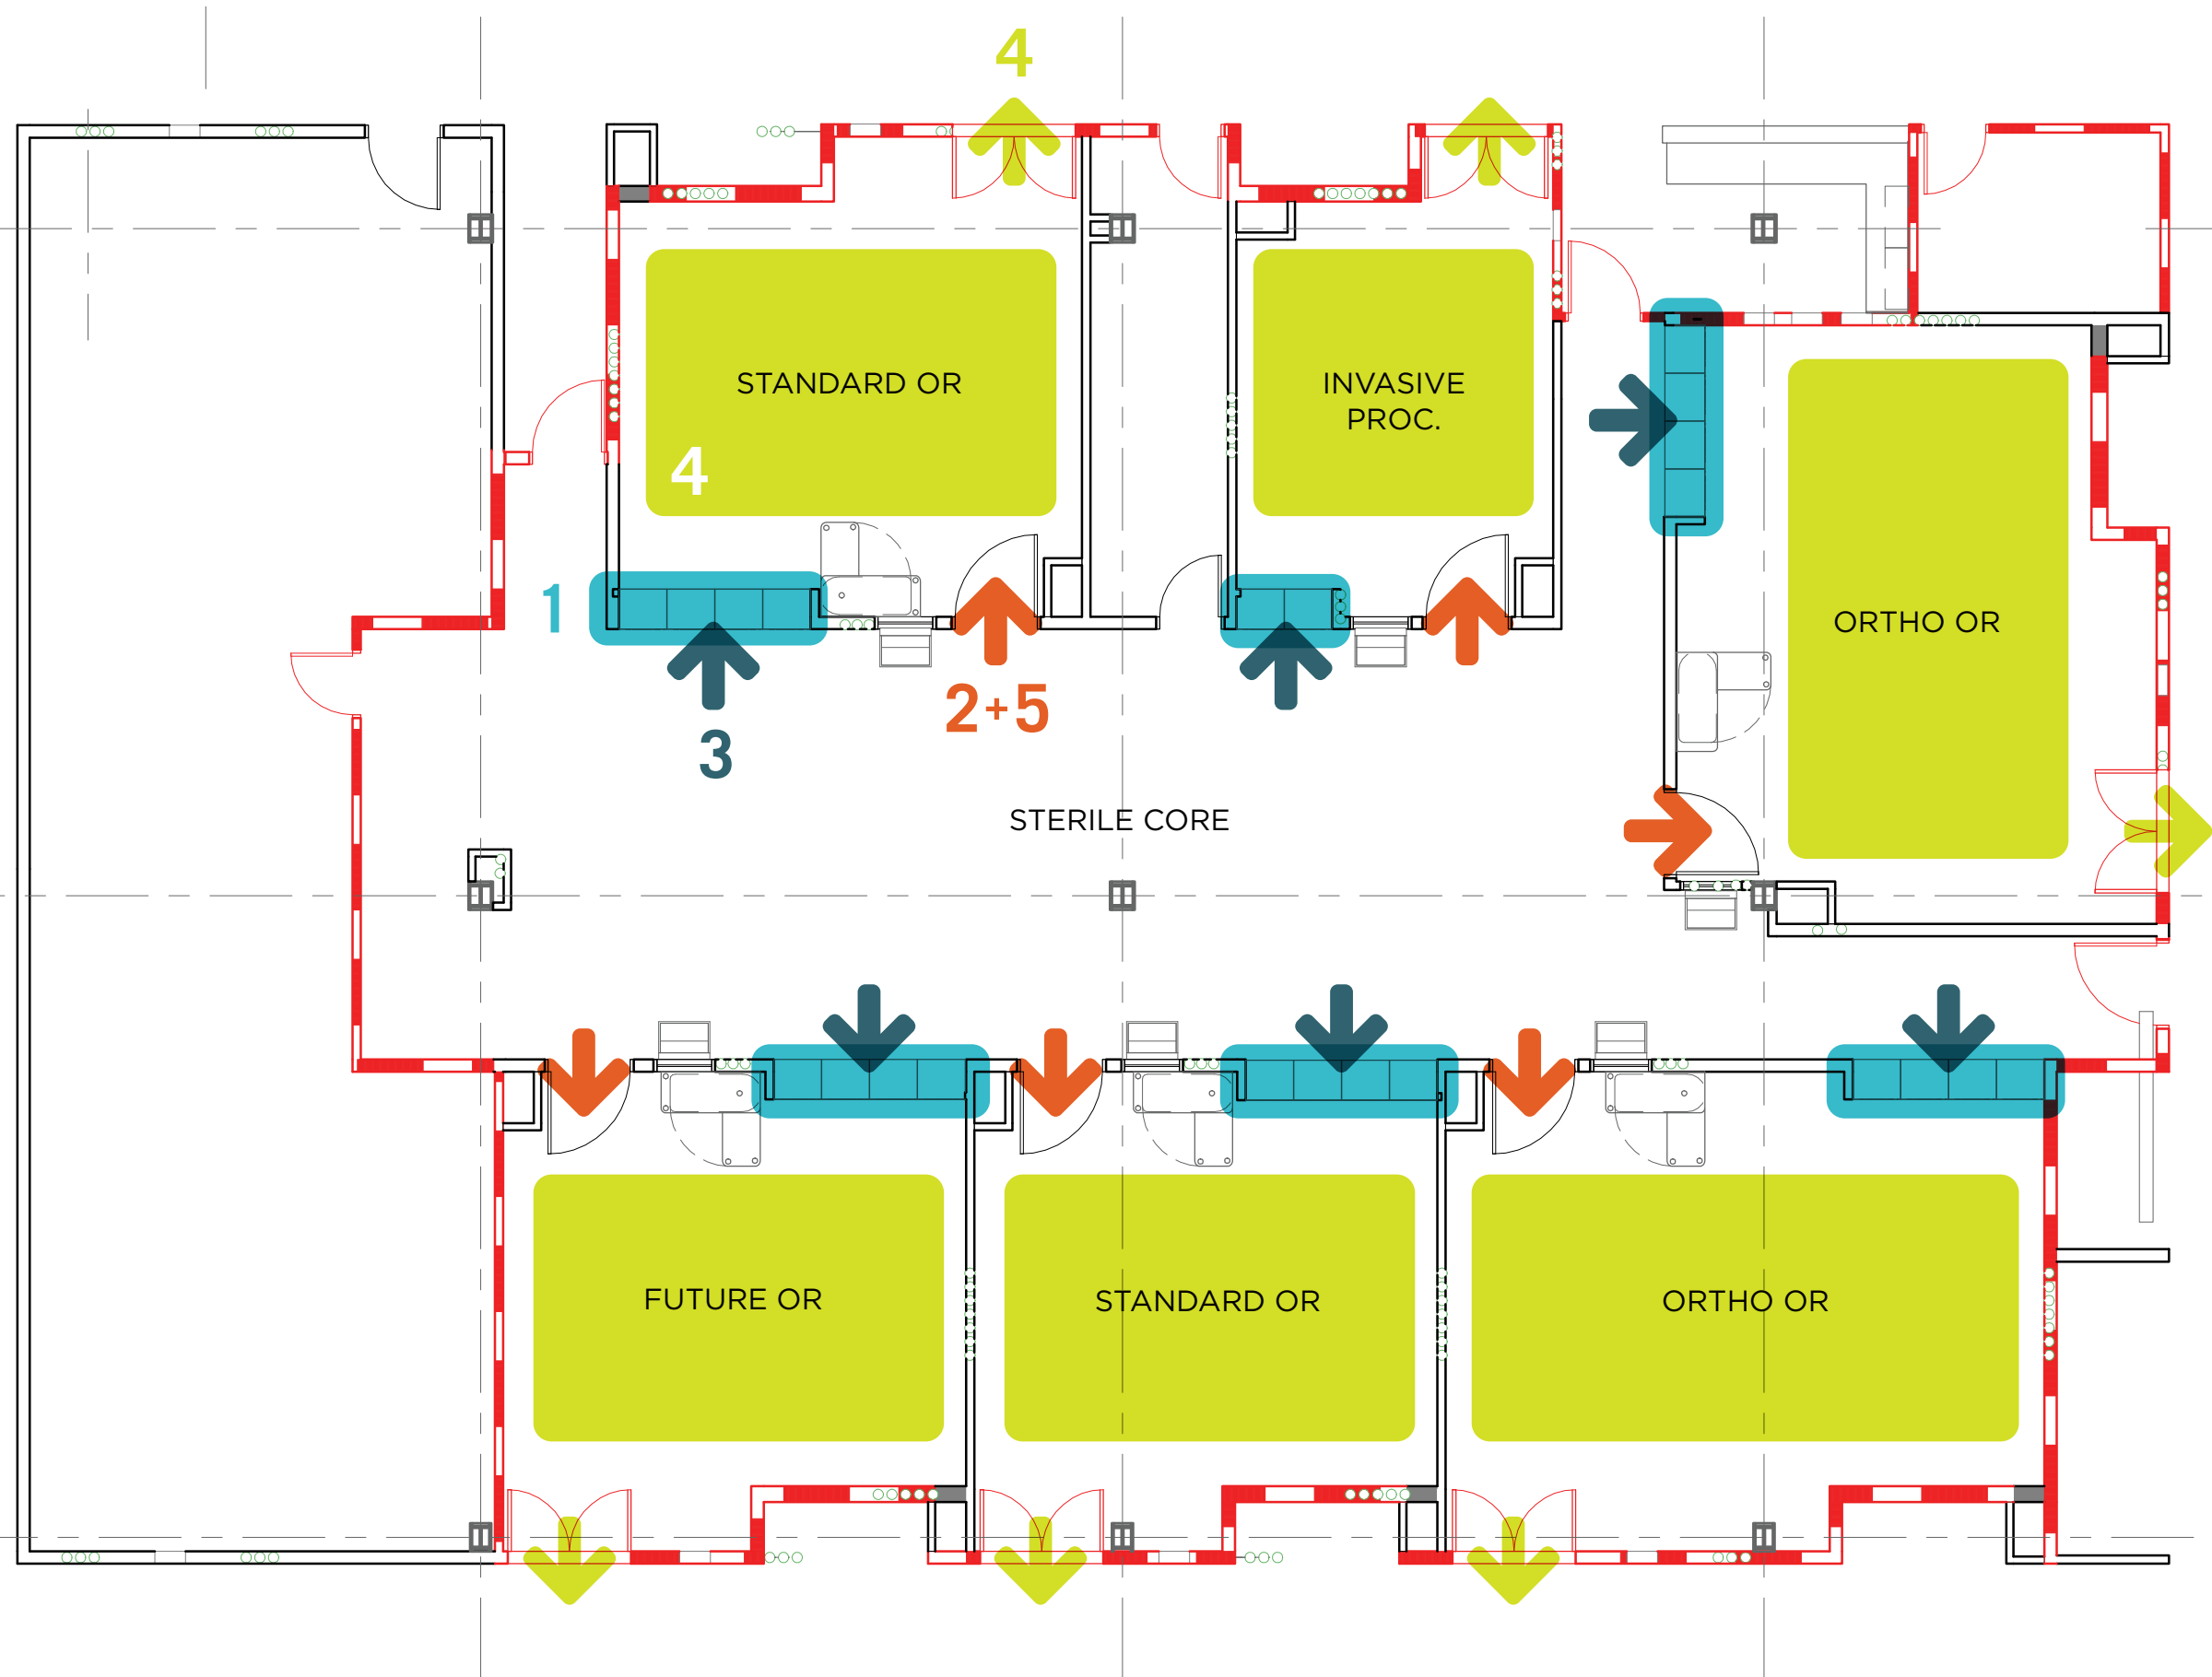 4
STANDARD OR
INVASIVE
PROC.
4
1
ORTHO OR
2+5
3
STERILE CORE
FUTURE OR
STANDARD OR
ORTHO OR